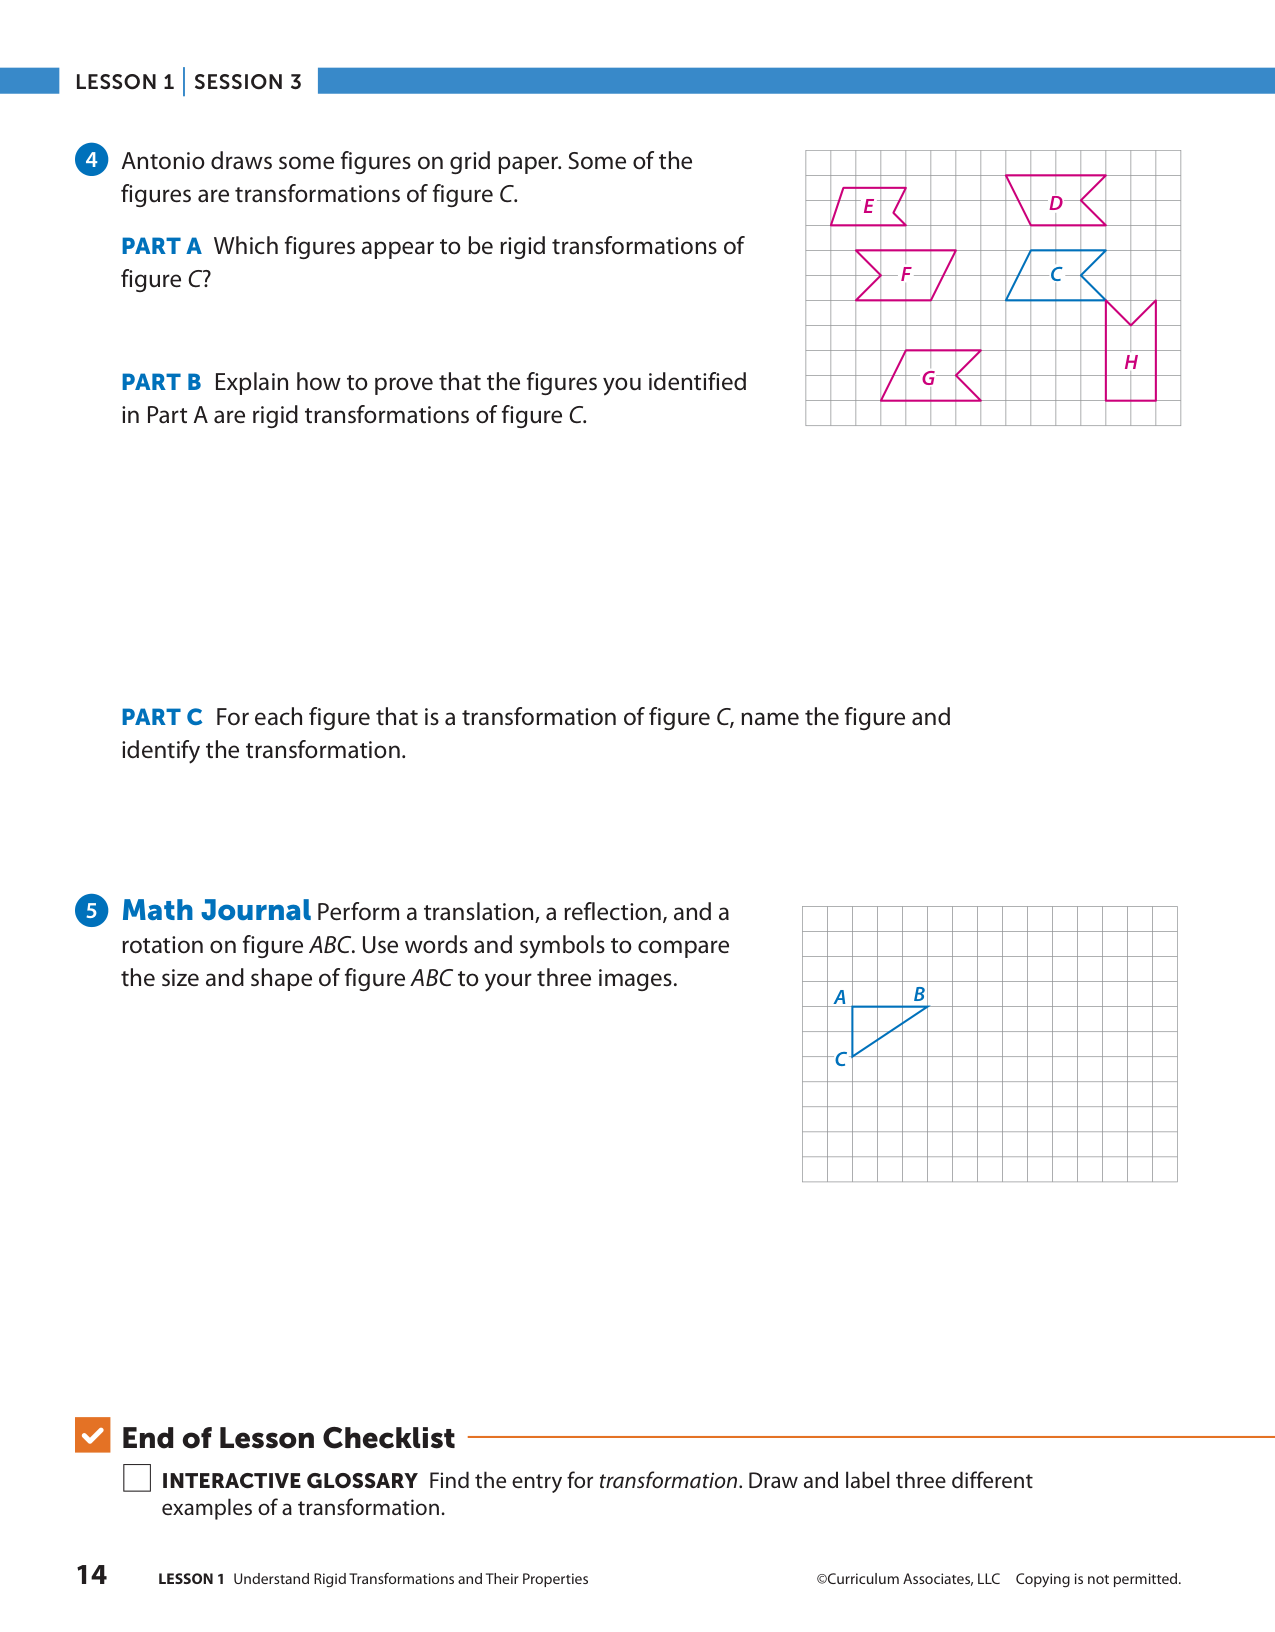 LESSON 1 | SESSION 3
4 Antonio draws some figures on grid paper. Some of the
figures are transformations of figure C.
PART A Which figures appear to be rigid transformations of
figure C?
PART B Explain how to prove that the figures you identified
in Part A are rigid transformations of figure C.
E
D
F
C
G
H
PART C For each figure that is a transformation of figure C, name the figure and
identify the transformation.
5 Math Journal Perform a translation, a reflection, and a
rotation on figure ABC. Use words and symbols to compare
the size and shape of figure ABC to your three images.
A
B
C
End of Lesson Checklist
INTERACTIVE GLOSSARY Find the entry for transformation. Draw and label three different
examples of a transformation.
14 LESSON 1 Understand Rigid Transformations and Their Properties ©Curriculum Associates, LLC Copying is not permitted.